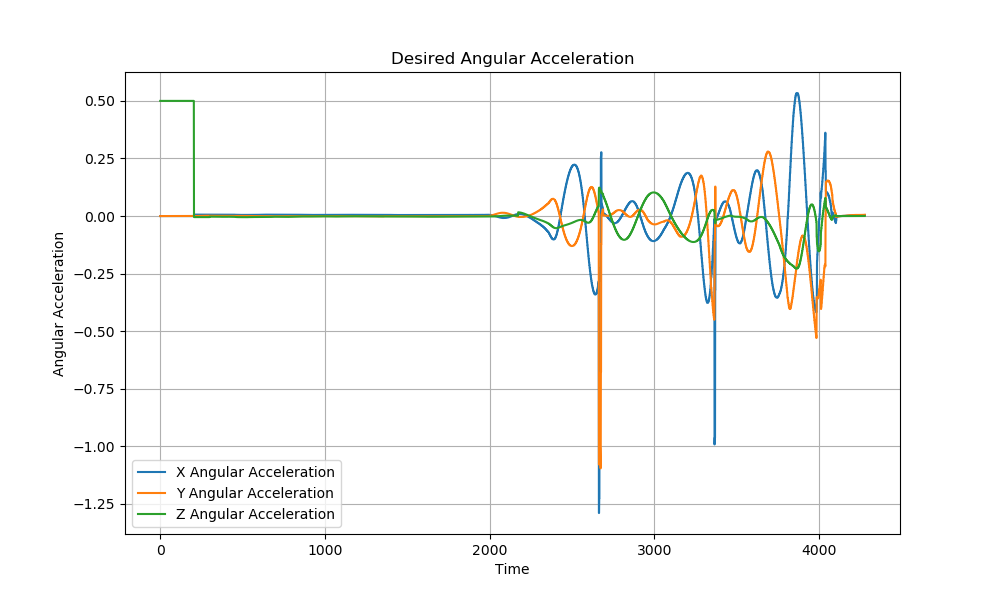 Desired Angular Acceleration
Angular Acceleration
0.50
0.25
0.00
−0.25
−0.50
−0.75
−1.00
−1.25
X Angular Acceleration
Y Angular Acceleration
Z Angular Acceleration
0 1000 2000 3000 4000
Time